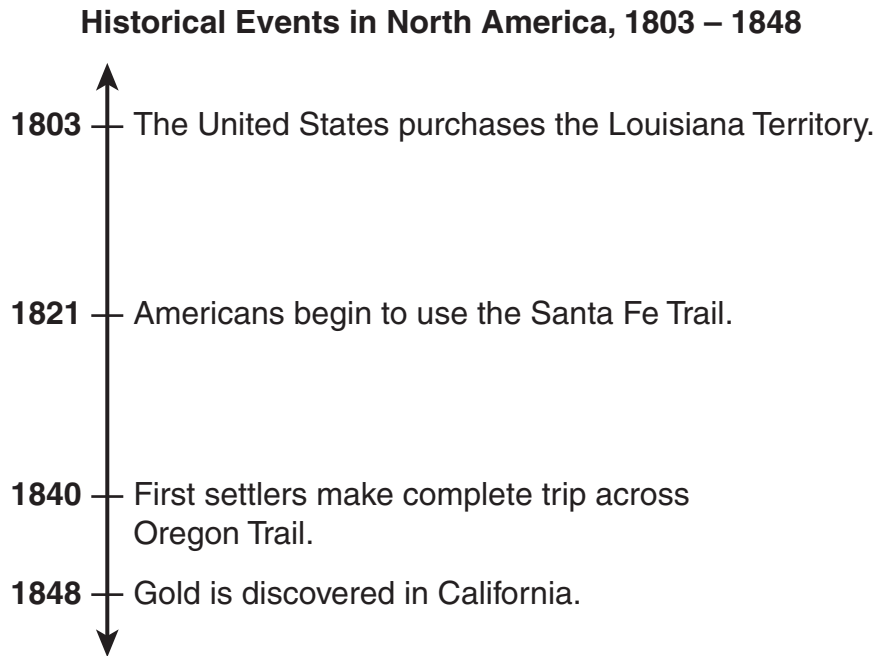 Historical Events in North America, 1803 – 1848
1803 The United States purchases the Louisiana Territory.
1821 Americans begin to use the Santa Fe Trail.
1840 First settlers make complete trip across
Oregon Trail.
1848 Gold is discovered in California.